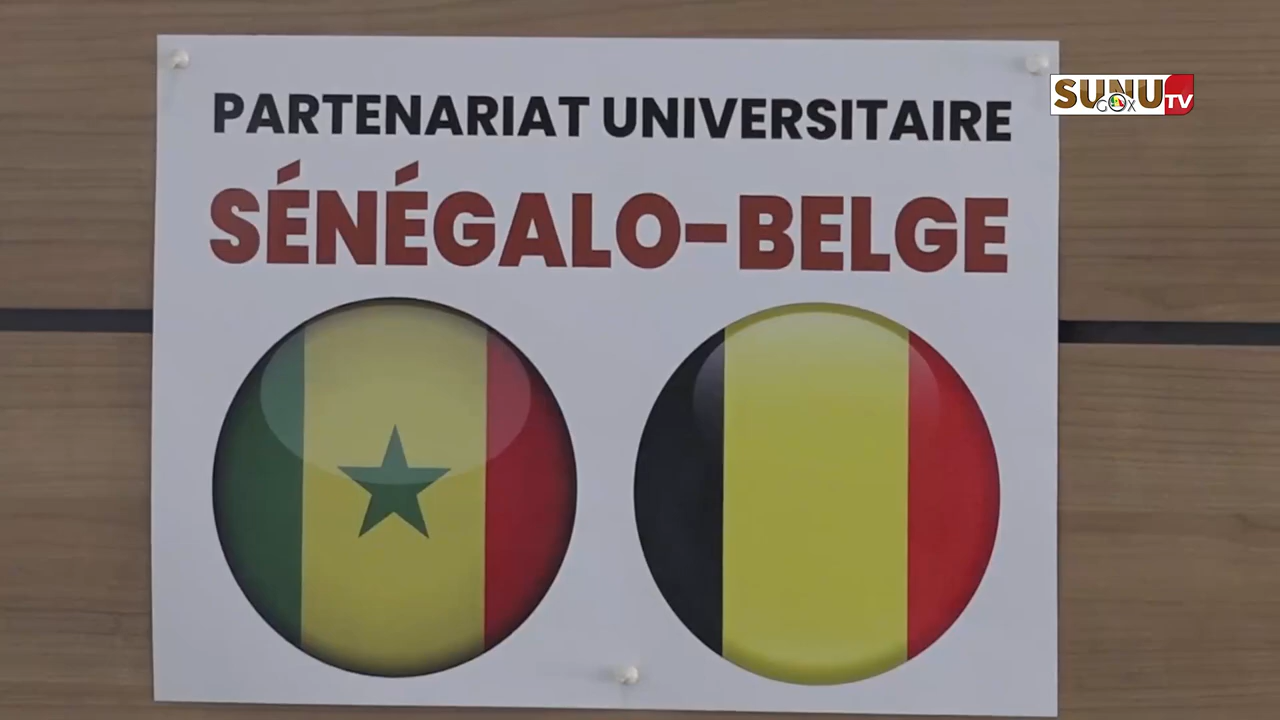 PARTENARIAT UNIVERSITAIRE
SÉNÉGALO-BELGE
SUNU
GOX
TV